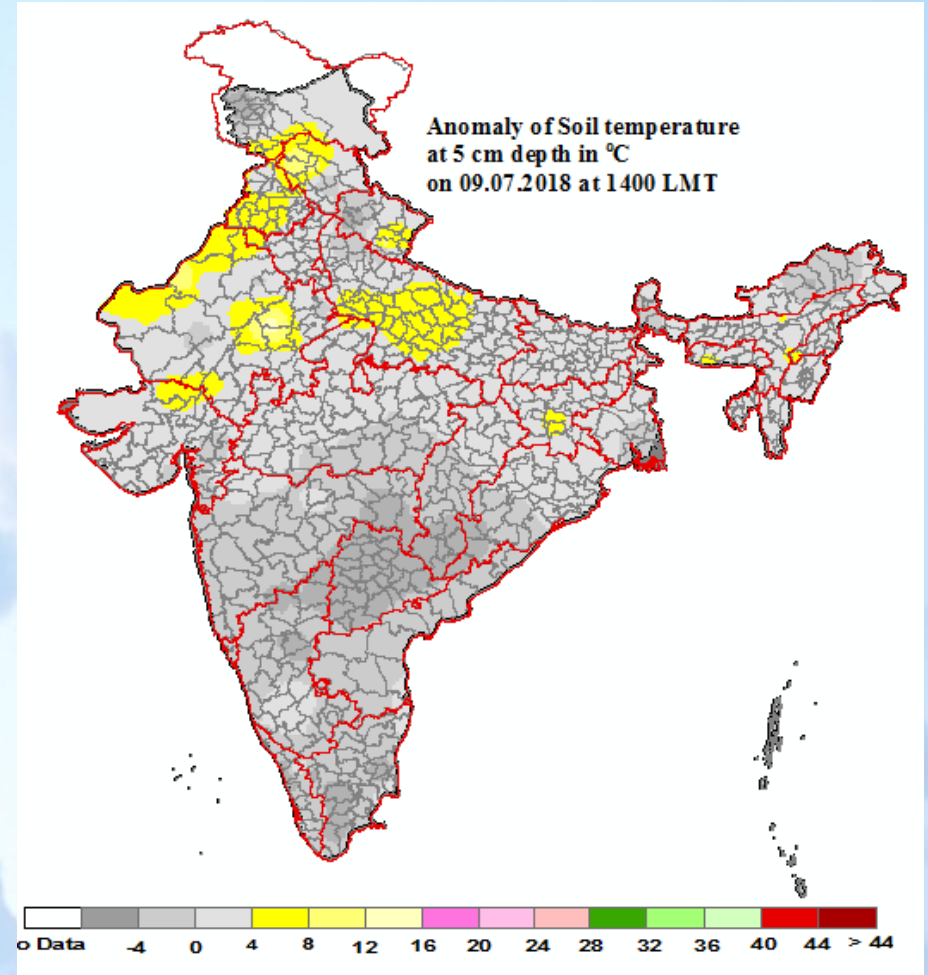 Anomaly of Soil temperature
at 5 cm depth in °C
on 09.07.2018 at 1400 LMT
o Data -4 0 4 8 12 16 20 24 28 32 36 40 44 > 44